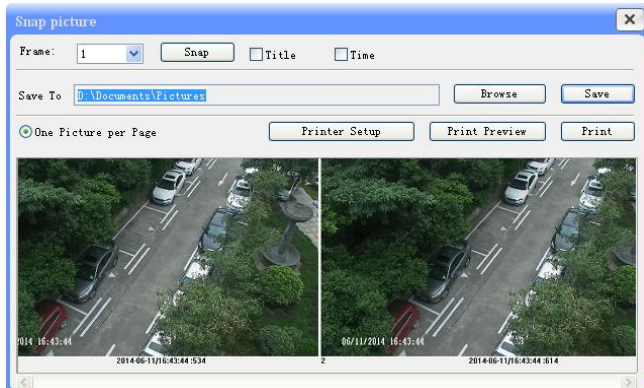 Snap picture
Frame: 1 Snap Title Time
Save To D:\Documents\Pictures Browse Save
One Picture per Page Printer Setup Print Preview Print
2014 16:43:44 06/11/2014 16:43:44
2014-06-11/16:43:44 :534 2 2014-06-11/16:43:44 :614